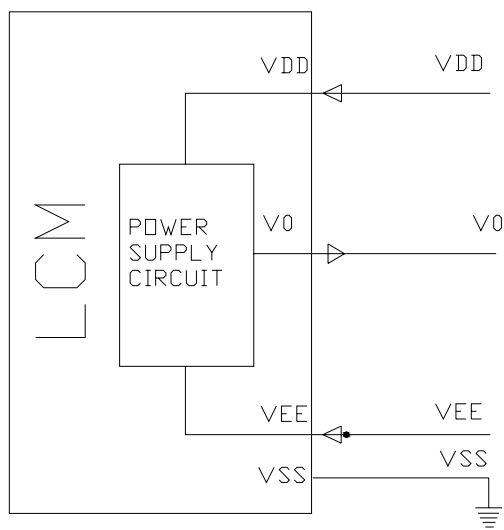 VDD VDD
LCM
POWER
SUPPLY
CIRCUIT
V0 V0
VEE VEE
VSS VSS